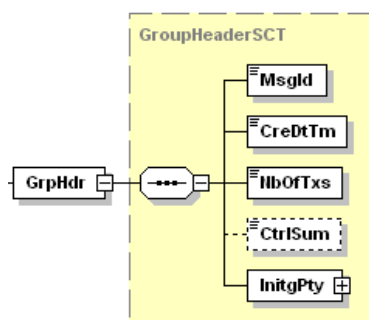 GroupHeaderSCT
MsgId
CreDtTm
GrpHdr
NbOfTxs
CtrlSum
InitgPty